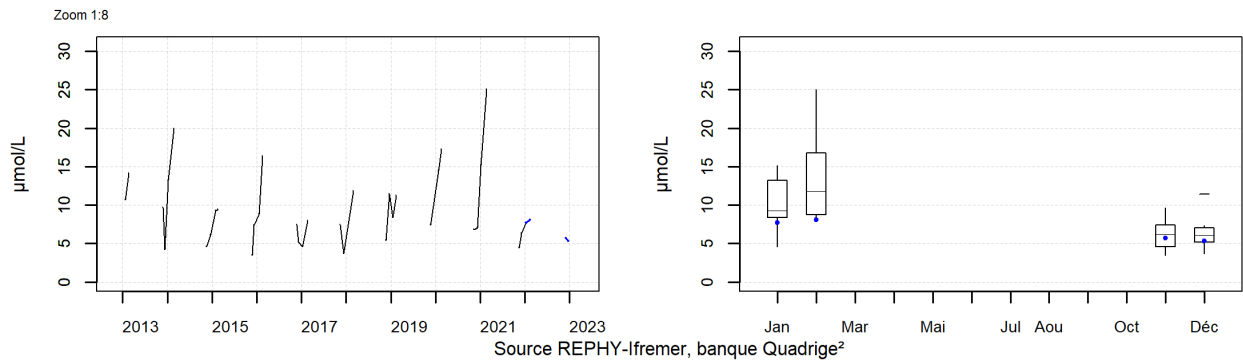 Zoom 1:8
µmol/L
30
25
20
15
10
5
0
2013 2015 2017 2019 2021 2023
µmol/L
30
25
20
15
10
5
0
Jan Mar Mai Jul Aou Oct Déc
Source REPHY-Ifremer, banque Quadrige²